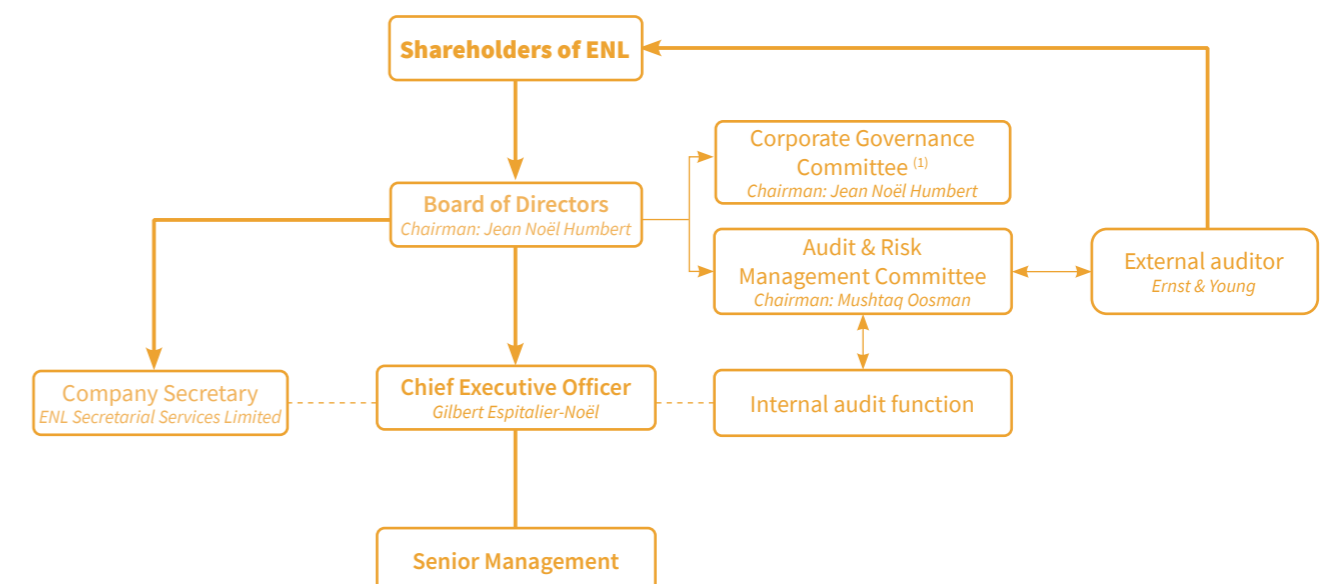 Shareholders of ENL
Corporate Governance
Committee (1)
Chairman: Jean Noël Humbert
Board of Directors
Chairman: Jean Noël Humbert
Audit & Risk
Management Committee
Chairman: Mushtaq Oosman
External auditor
Ernst & Young
Company Secretary
ENL Secretarial Services Limited
Chief Executive Officer
Gilbert Espitalier-Noël
Internal audit function
Senior Management